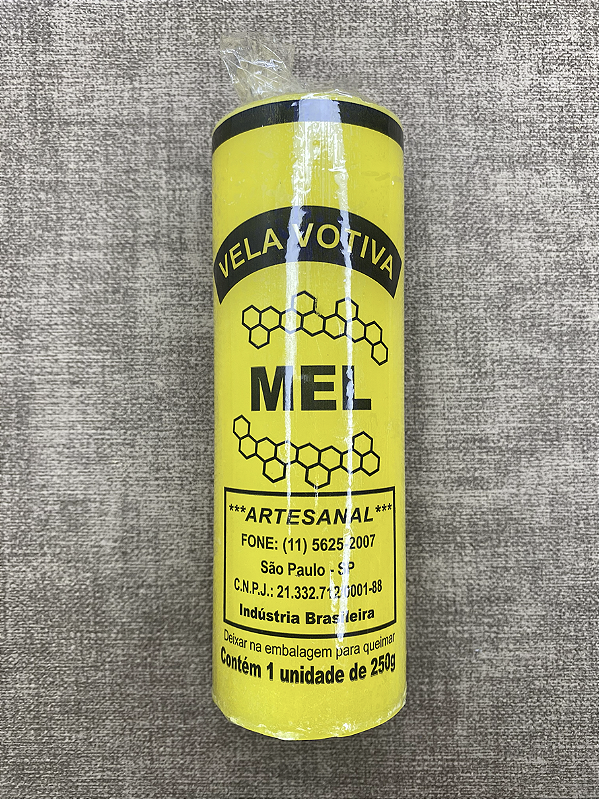 VELA VOTIVA
MEL
***ARTESANAL***
FONE: (11) 5625-2007
São Paulo - SP
C.N.P.J.: 21.332.712/0001-88
Indústria Brasileira
Deixar na embalagem para queimar
Contém 1 unidade de 250g